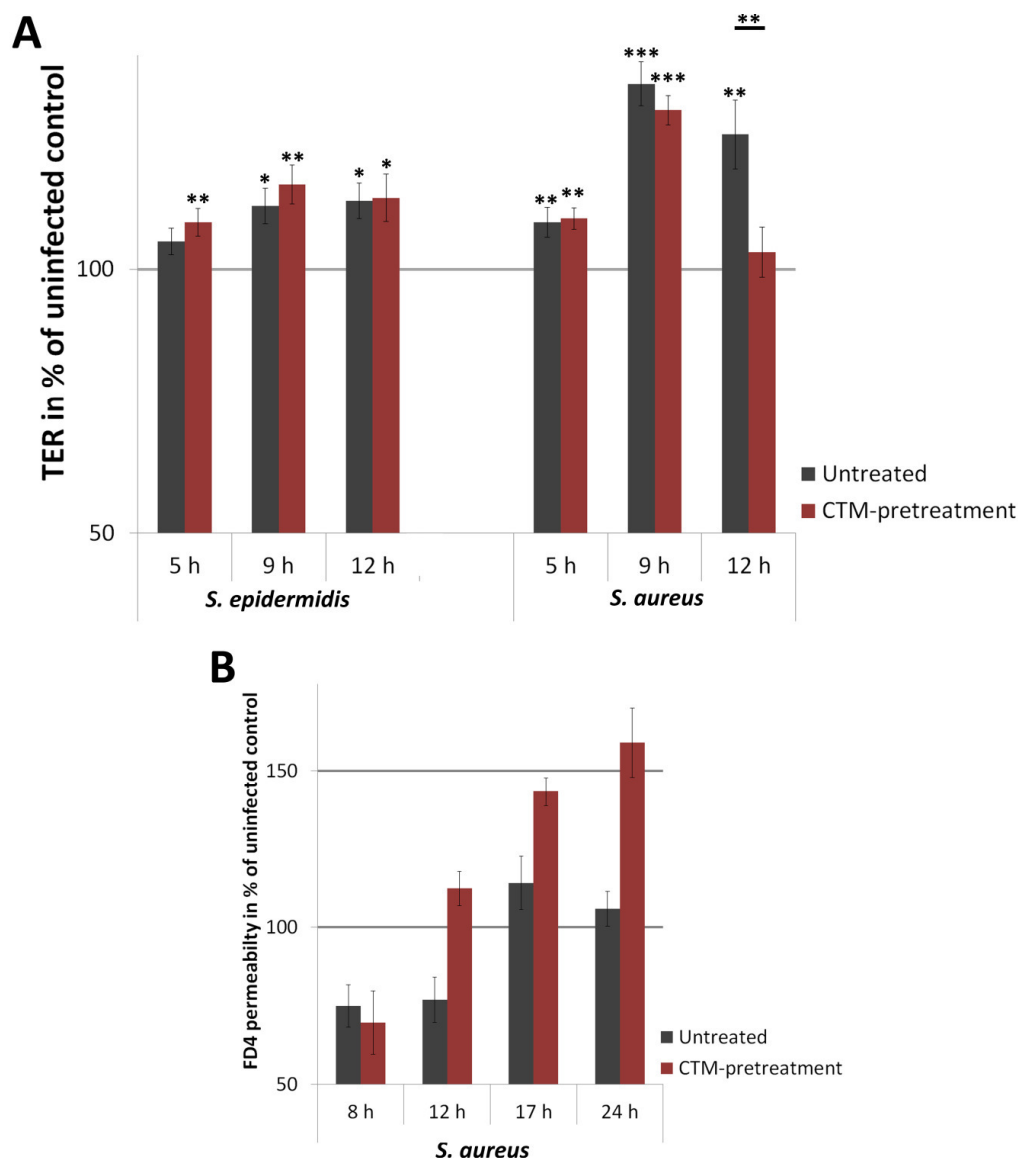 A
**
TER in % of uninfected control
*** ***
**
** * ** * * ** **
100
50
Untreated
CTM-pretreatment
5 h 9 h 12 h 5 h 9 h 12 h
S. epidermidis S. aureus
B
FD4 permeabilty in % of uninfected control
150
100
50
Untreated
CTM-pretreatment
8 h 12 h 17 h 24 h
S. aureus